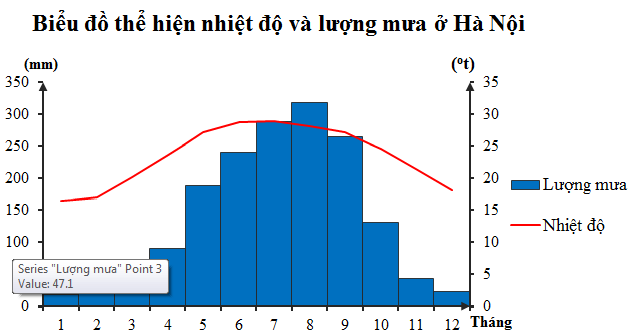 Biểu đồ thể hiện nhiệt độ và lượng mưa ở Hà Nội
(mm)
(ºt)
350
300
250
200
150
100
0
35
30
25
20
15
10
5
0
Series "Lượng mưa" Point 3
Value: 47.1
1 2 3 4 5 6 7 8 9 10 11 12 Tháng
Lượng mưa
Nhiệt độ